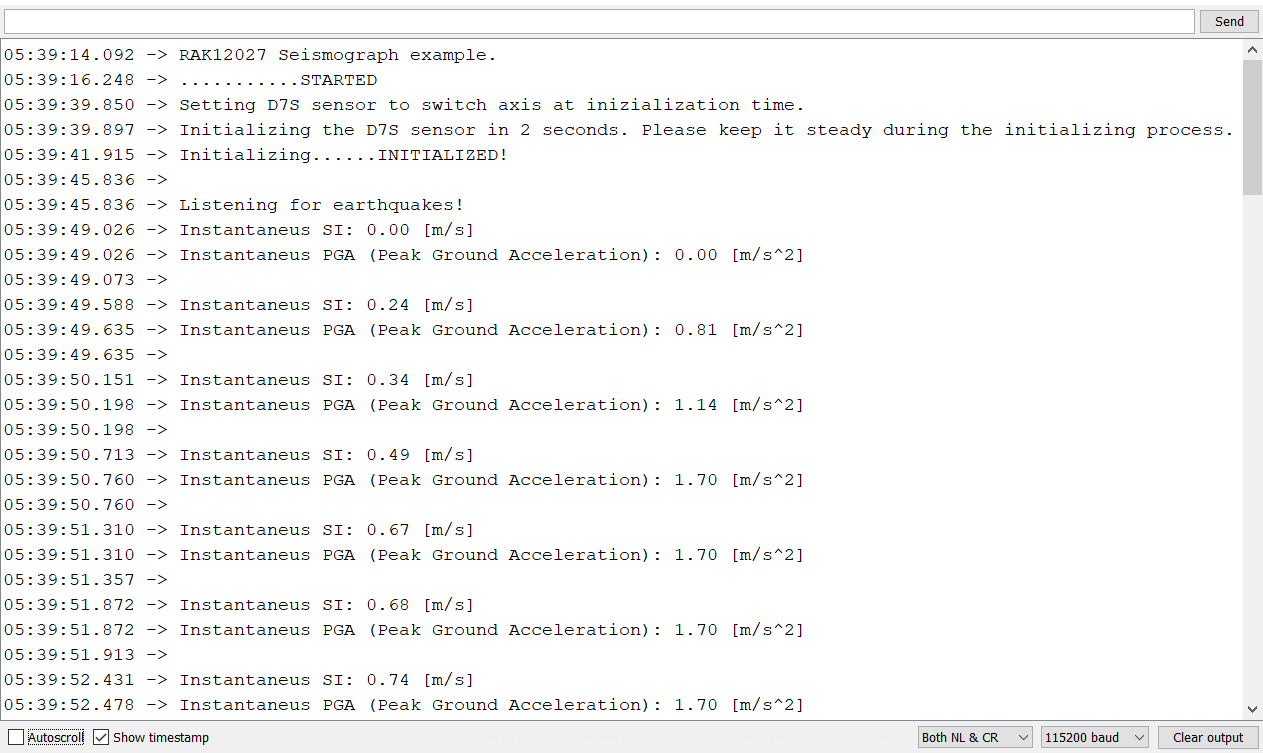 Send
05:39:14.092 -> RAK12027 Seismograph example.
05:39:16.248 -> ...........STARTED
05:39:39.850 -> Setting D7S sensor to switch axis at inizialization time.
05:39:39.897 -> Initializing the D7S sensor in 2 seconds. Please keep it steady during the initializing process.
05:39:41.915 -> Initializing......INITIALIZED!
05:39:45.836 ->
05:39:45.836 -> Listening for earthquakes!
05:39:49.026 -> Instantaneus SI: 0.00 [m/s]
05:39:49.026 -> Instantaneus PGA (Peak Ground Acceleration): 0.00 [m/s^2]
05:39:49.073 ->
05:39:49.588 -> Instantaneus SI: 0.24 [m/s]
05:39:49.635 -> Instantaneus PGA (Peak Ground Acceleration): 0.81 [m/s^2]
05:39:49.635 ->
05:39:50.151 -> Instantaneus SI: 0.34 [m/s]
05:39:50.198 -> Instantaneus PGA (Peak Ground Acceleration): 1.14 [m/s^2]
05:39:50.198 ->
05:39:50.713 -> Instantaneus SI: 0.49 [m/s]
05:39:50.760 -> Instantaneus PGA (Peak Ground Acceleration): 1.70 [m/s^2]
05:39:50.760 ->
05:39:51.310 -> Instantaneus SI: 0.67 [m/s]
05:39:51.310 -> Instantaneus PGA (Peak Ground Acceleration): 1.70 [m/s^2]
05:39:51.357 ->
05:39:51.872 -> Instantaneus SI: 0.68 [m/s]
05:39:51.872 -> Instantaneus PGA (Peak Ground Acceleration): 1.70 [m/s^2]
05:39:51.913 ->
05:39:52.431 -> Instantaneus SI: 0.74 [m/s]
05:39:52.478 -> Instantaneus PGA (Peak Ground Acceleration): 1.70 [m/s^2]
Autoscroll Show timestamp Both NL & CR 115200 baud Clear output